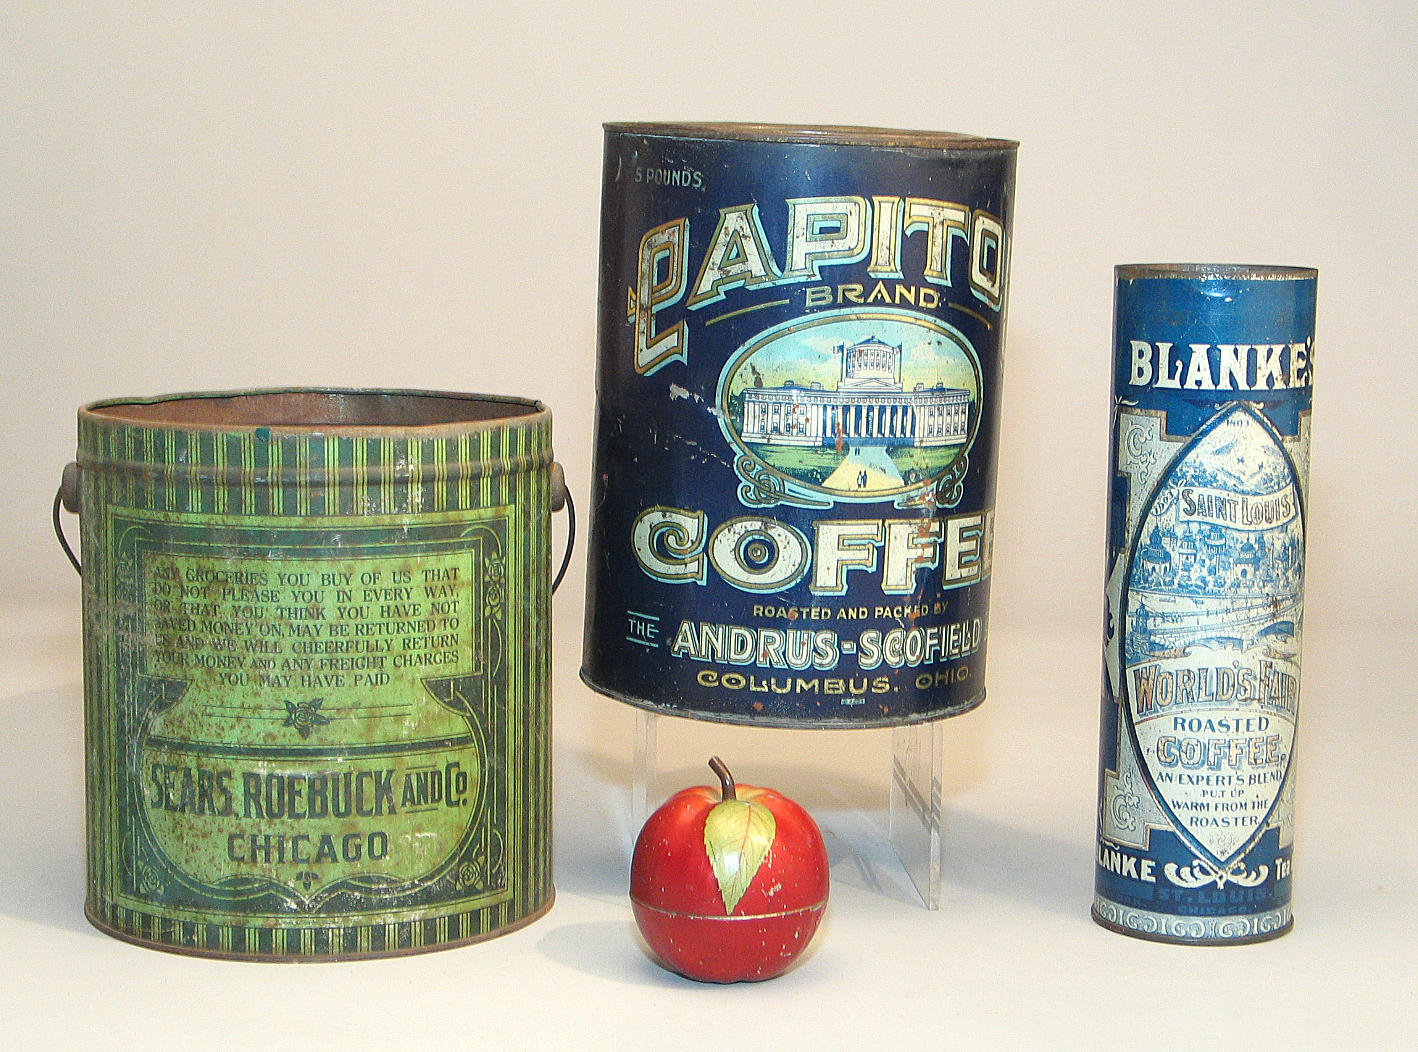 ANY GROCERIES YOU BUY OF US THAT
DO NOT PLEASE YOU IN EVERY WAY,
OR THAT YOU THINK YOU HAVE NOT
SAVED MONEY ON, MAY BE RETURNED TO
US AND WE WILL CHEERFULLY RETURN
YOUR MONEY AND ANY FREIGHT CHARGES
YOU MAY HAVE PAID
SEARS, ROEBUCK AND CO.
CHICAGO
5 POUNDS
CAPITO
BRAND
COFFEE
ROASTED AND PACKED BY
THE ANDRUS-SCOFIELD
COLUMBUS, OHIO.
BLANKE'S
1903
SAINT LOUIS
WORLD'S FAIR
ROASTED
COFFEE
AN EXPERT'S BLEND
PUT UP
WARM FROM THE
ROASTER
LANKE TEA
ST. LOUIS.
CHICAGO.